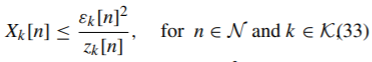 X_k[n] ≤ ε_k[n]² / z_k[n], for n ∈ 𝒩 and k ∈ 𝒦(33)